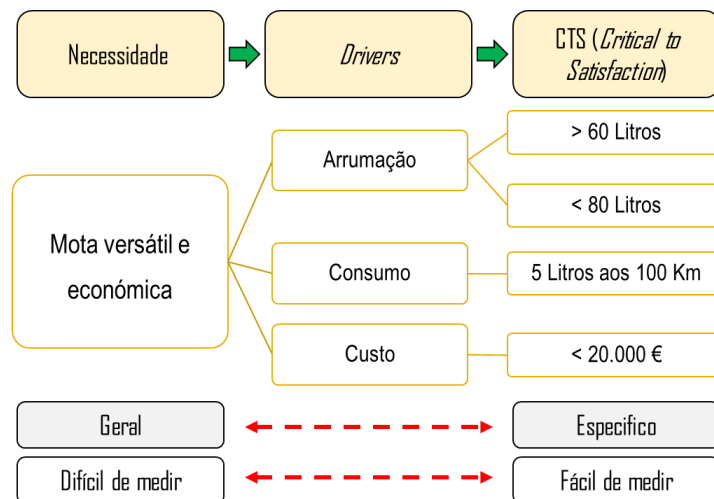 Necessidade
Drivers
CTS (Critical to
Satisfaction)
Mota versátil e
económica
Arrumação
> 60 Litros
< 80 Litros
Consumo
5 Litros aos 100 Km
Custo
< 20.000 €
Geral
Especifico
Difícil de medir
Fácil de medir